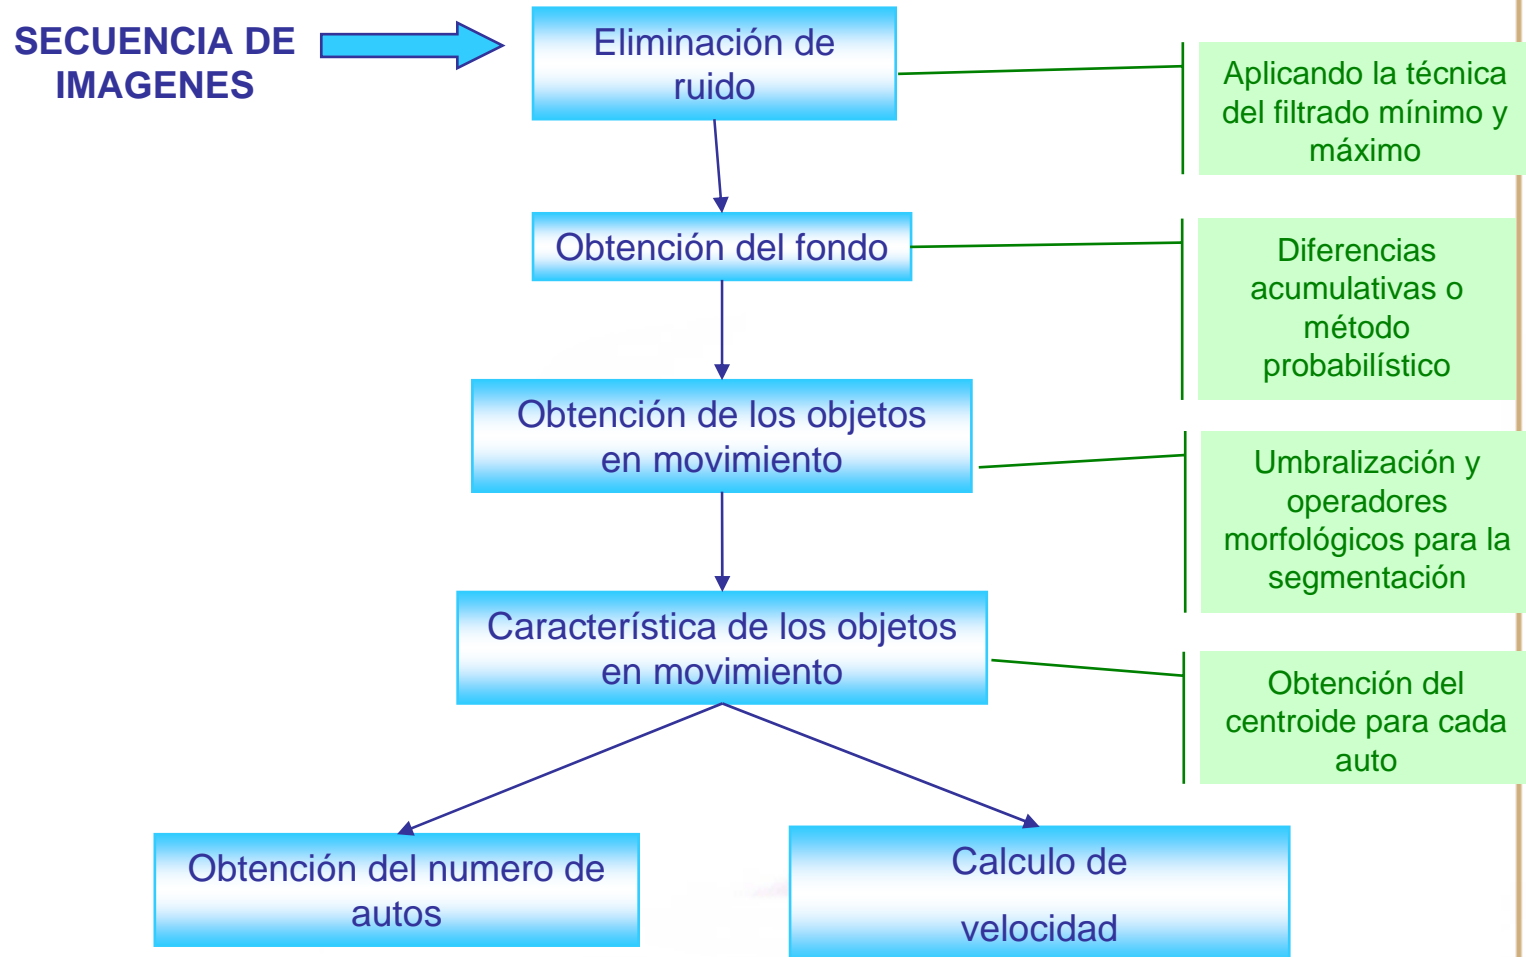 SECUENCIA DE
IMAGENES
Eliminación de
ruido
Aplicando la técnica
del filtrado mínimo y
máximo
Obtención del fondo
Diferencias
acumulativas o
método
probabilístico
Obtención de los objetos
en movimiento
Umbralización y
operadores
morfológicos para la
segmentación
Característica de los objetos
en movimiento
Obtención del
centroide para cada
auto
Obtención del numero de
autos
Calculo de
velocidad